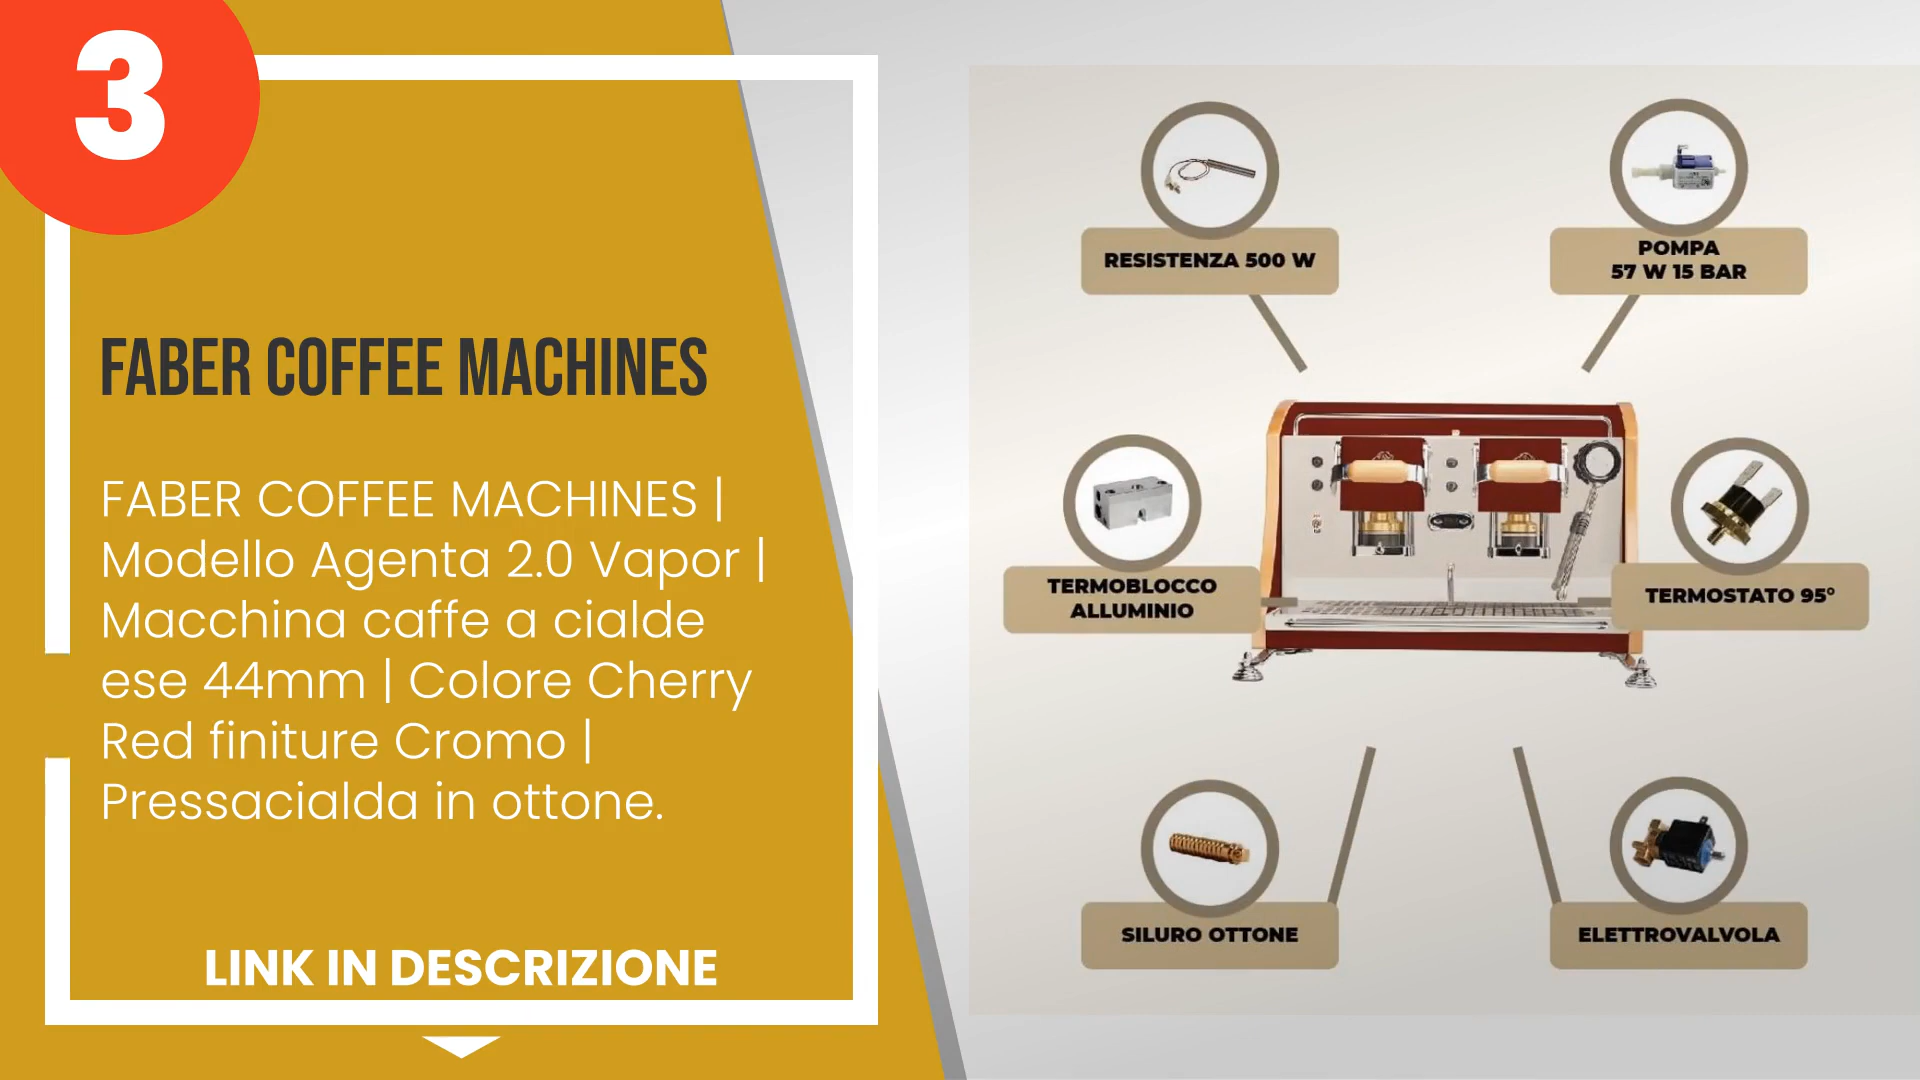 3
FABER COFFEE MACHINES
FABER COFFEE MACHINES |
Modello Agenta 2.0 Vapor |
Macchina caffe a cialde
ese 44mm | Colore Cherry
Red finiture Cromo |
Pressacialda in ottone.
LINK IN DESCRIZIONE
RESISTENZA 500 W
POMPA
57 W 15 BAR
TERMOBLOCCO
ALLUMINIO
TERMOSTATO 95°
SILURO OTTONE
ELETTROVALVOLA